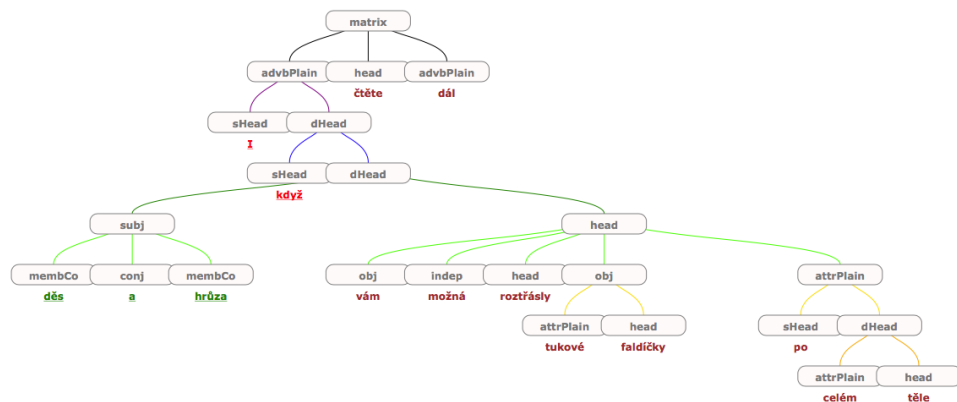 matrix
advbPlain head advbPlain
čtěte dál
sHead dHead
I
sHead dHead
když
subj head
membCo conj membCo obj indep head obj attrPlain
děs a hrůza vám možná roztřásly
attrPlain head sHead dHead
tukové faldíčky po
attrPlain head
celém těle